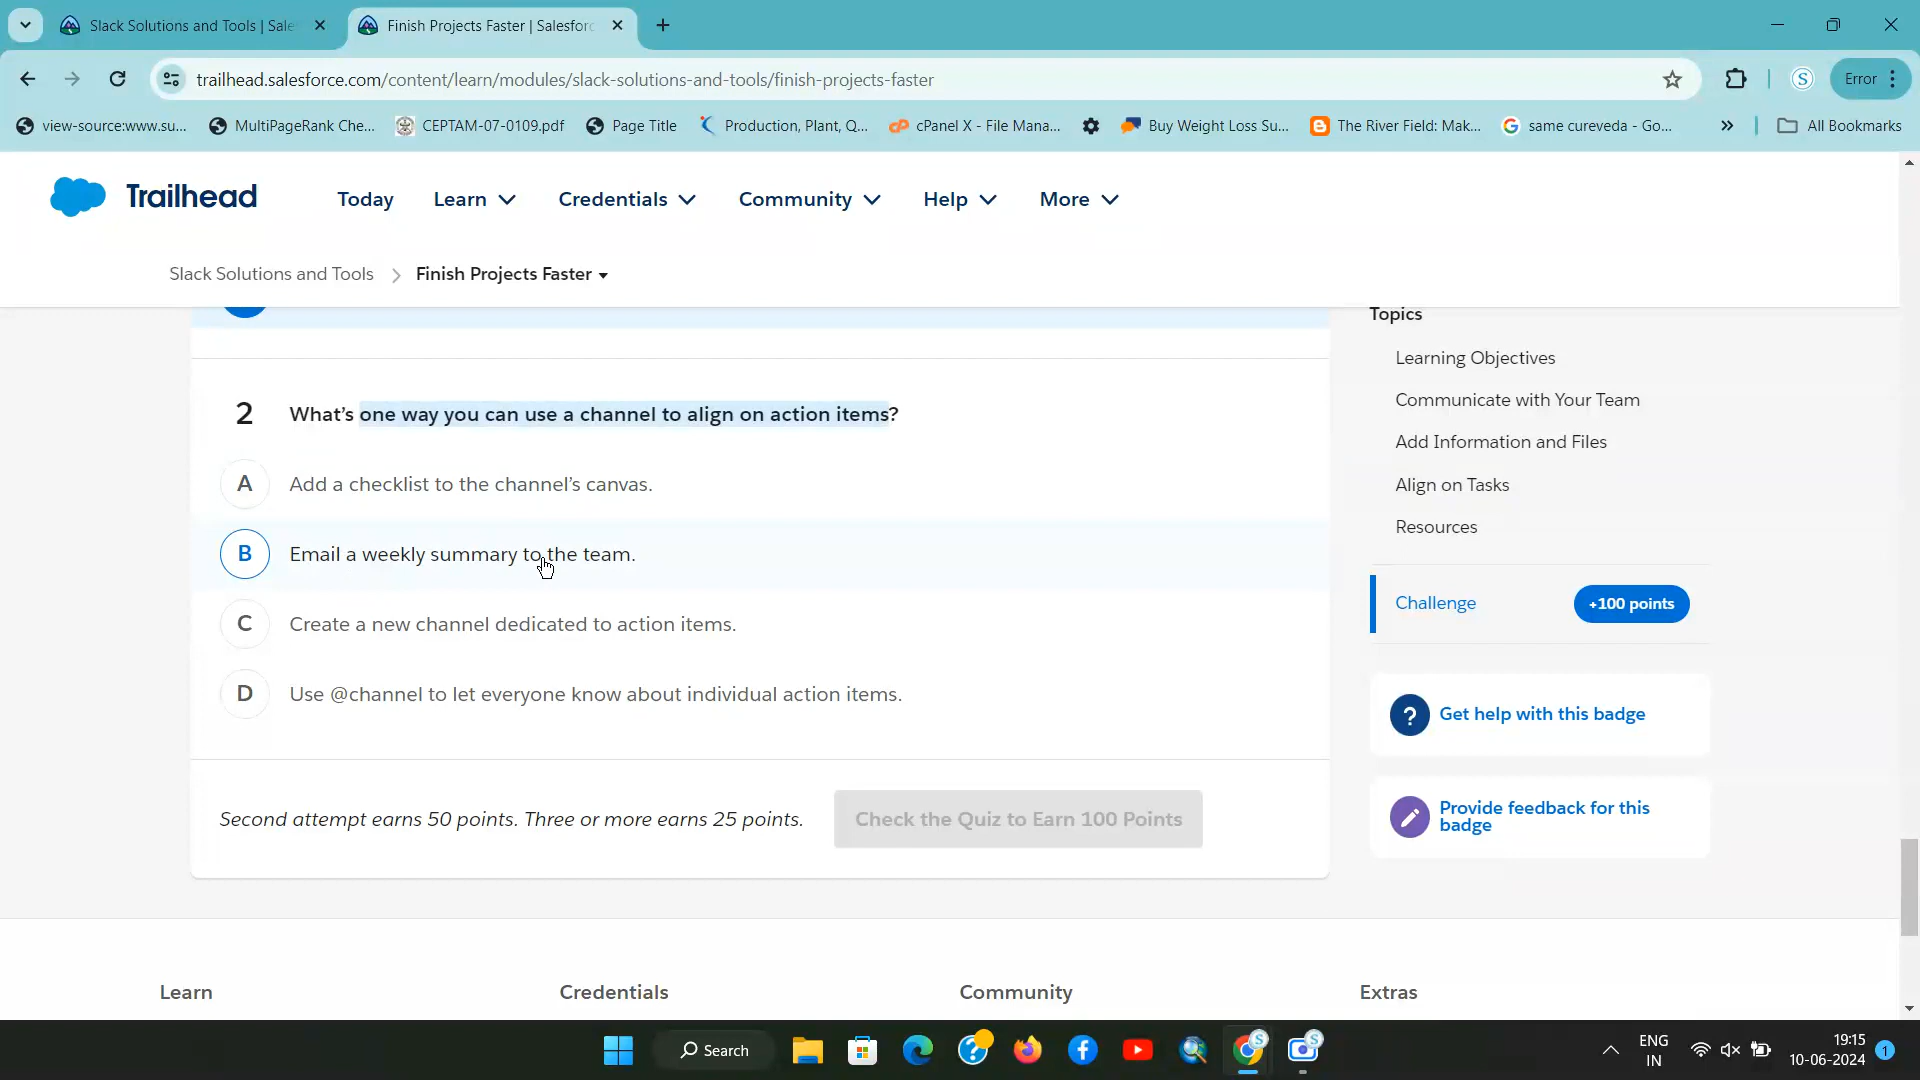 Slack Solutions and Tools | Sale
Finish Projects Faster | Salesforc
trailhead.salesforce.com/content/learn/modules/slack-solutions-and-tools/finish-projects-faster
S
Error
view-source:www.su...
MultiPageRank Che...
CEPTAM-07-0109.pdf
Page Title
Production, Plant, Q...
cPanel X - File Mana...
Buy Weight Loss Su...
The River Field: Mak...
same cureveda - Go...
All Bookmarks
Trailhead
Today
Learn
Credentials
Community
Help
More
Slack Solutions and Tools
Finish Projects Faster
2
What's one way you can use a channel to align on action items?
A
Add a checklist to the channel's canvas.
B
Email a weekly summary to the team.
C
Create a new channel dedicated to action items.
D
Use @channel to let everyone know about individual action items.
Second attempt earns 50 points. Three or more earns 25 points.
Check the Quiz to Earn 100 Points
Topics
Learning Objectives
Communicate with Your Team
Add Information and Files
Align on Tasks
Resources
Challenge
+100 points
Get help with this badge
Provide feedback for this
badge
Learn
Credentials
Community
Extras
Search
ENG
IN
19:15
10-06-2024
1